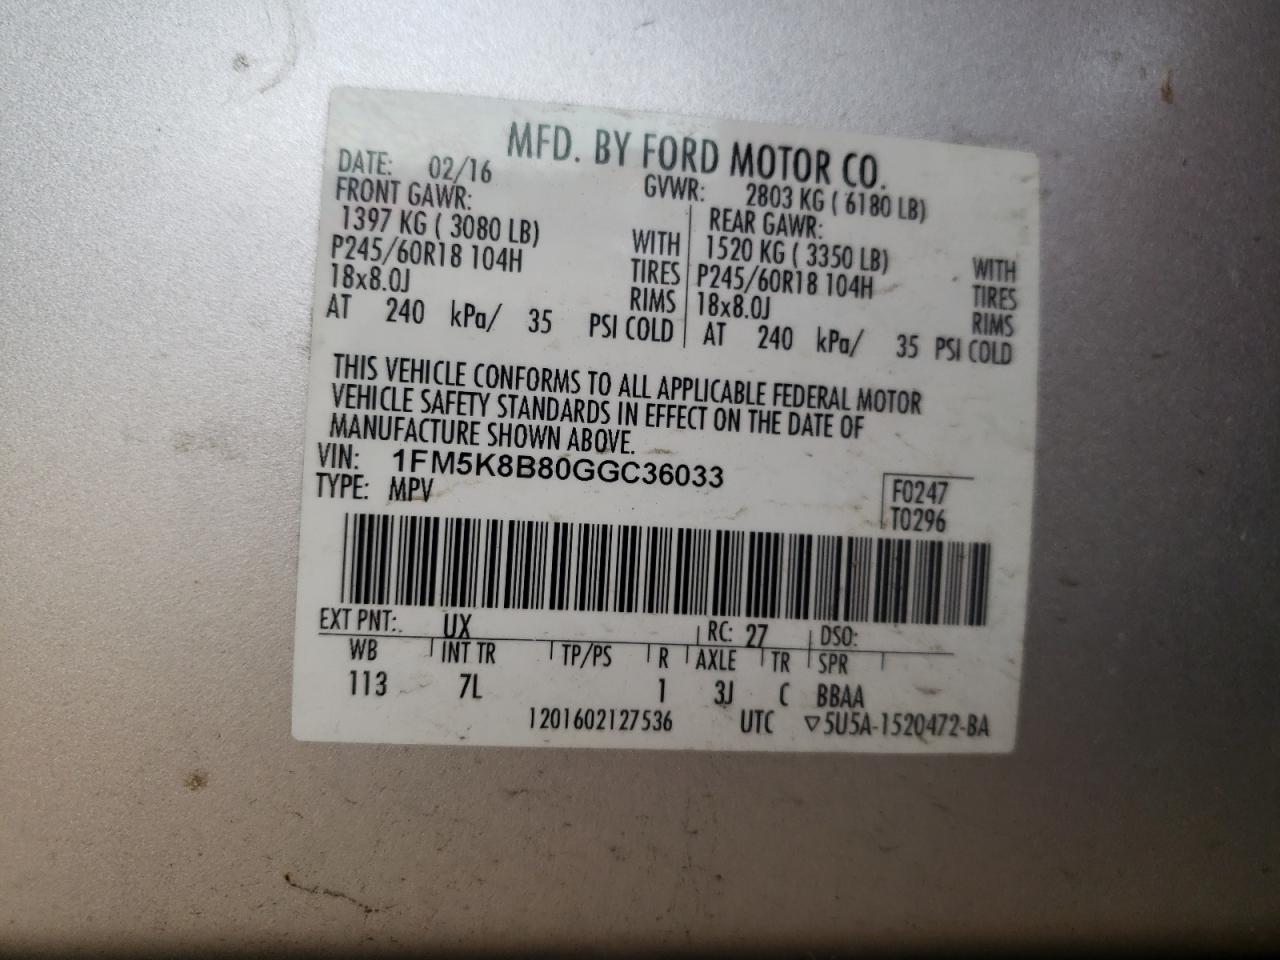 MFD. BY FORD MOTOR CO.
DATE: 02/16 GVWR: 2803 KG ( 6180 LB)
FRONT GAWR: REAR GAWR:
1397 KG ( 3080 LB) WITH 1520 KG ( 3350 LB) WITH
P245/60R18 104H TIRES P245/60R18 104H TIRES
18x8.0J RIMS 18x8.0J RIMS
AT 240 kPa/ 35 PSI COLD AT 240 kPa/ 35 PSI COLD
THIS VEHICLE CONFORMS TO ALL APPLICABLE FEDERAL MOTOR
VEHICLE SAFETY STANDARDS IN EFFECT ON THE DATE OF
MANUFACTURE SHOWN ABOVE.
VIN: 1FM5K8B80GGC36033
TYPE: MPV F0247
T0296
EXT PNT: UX RC: 27 DSO:
WB INT TR TP/PS R AXLE TR SPR
113 7L 1 3J C BBAA
1201602127536 UTC ▽5U5A-1520472-BA